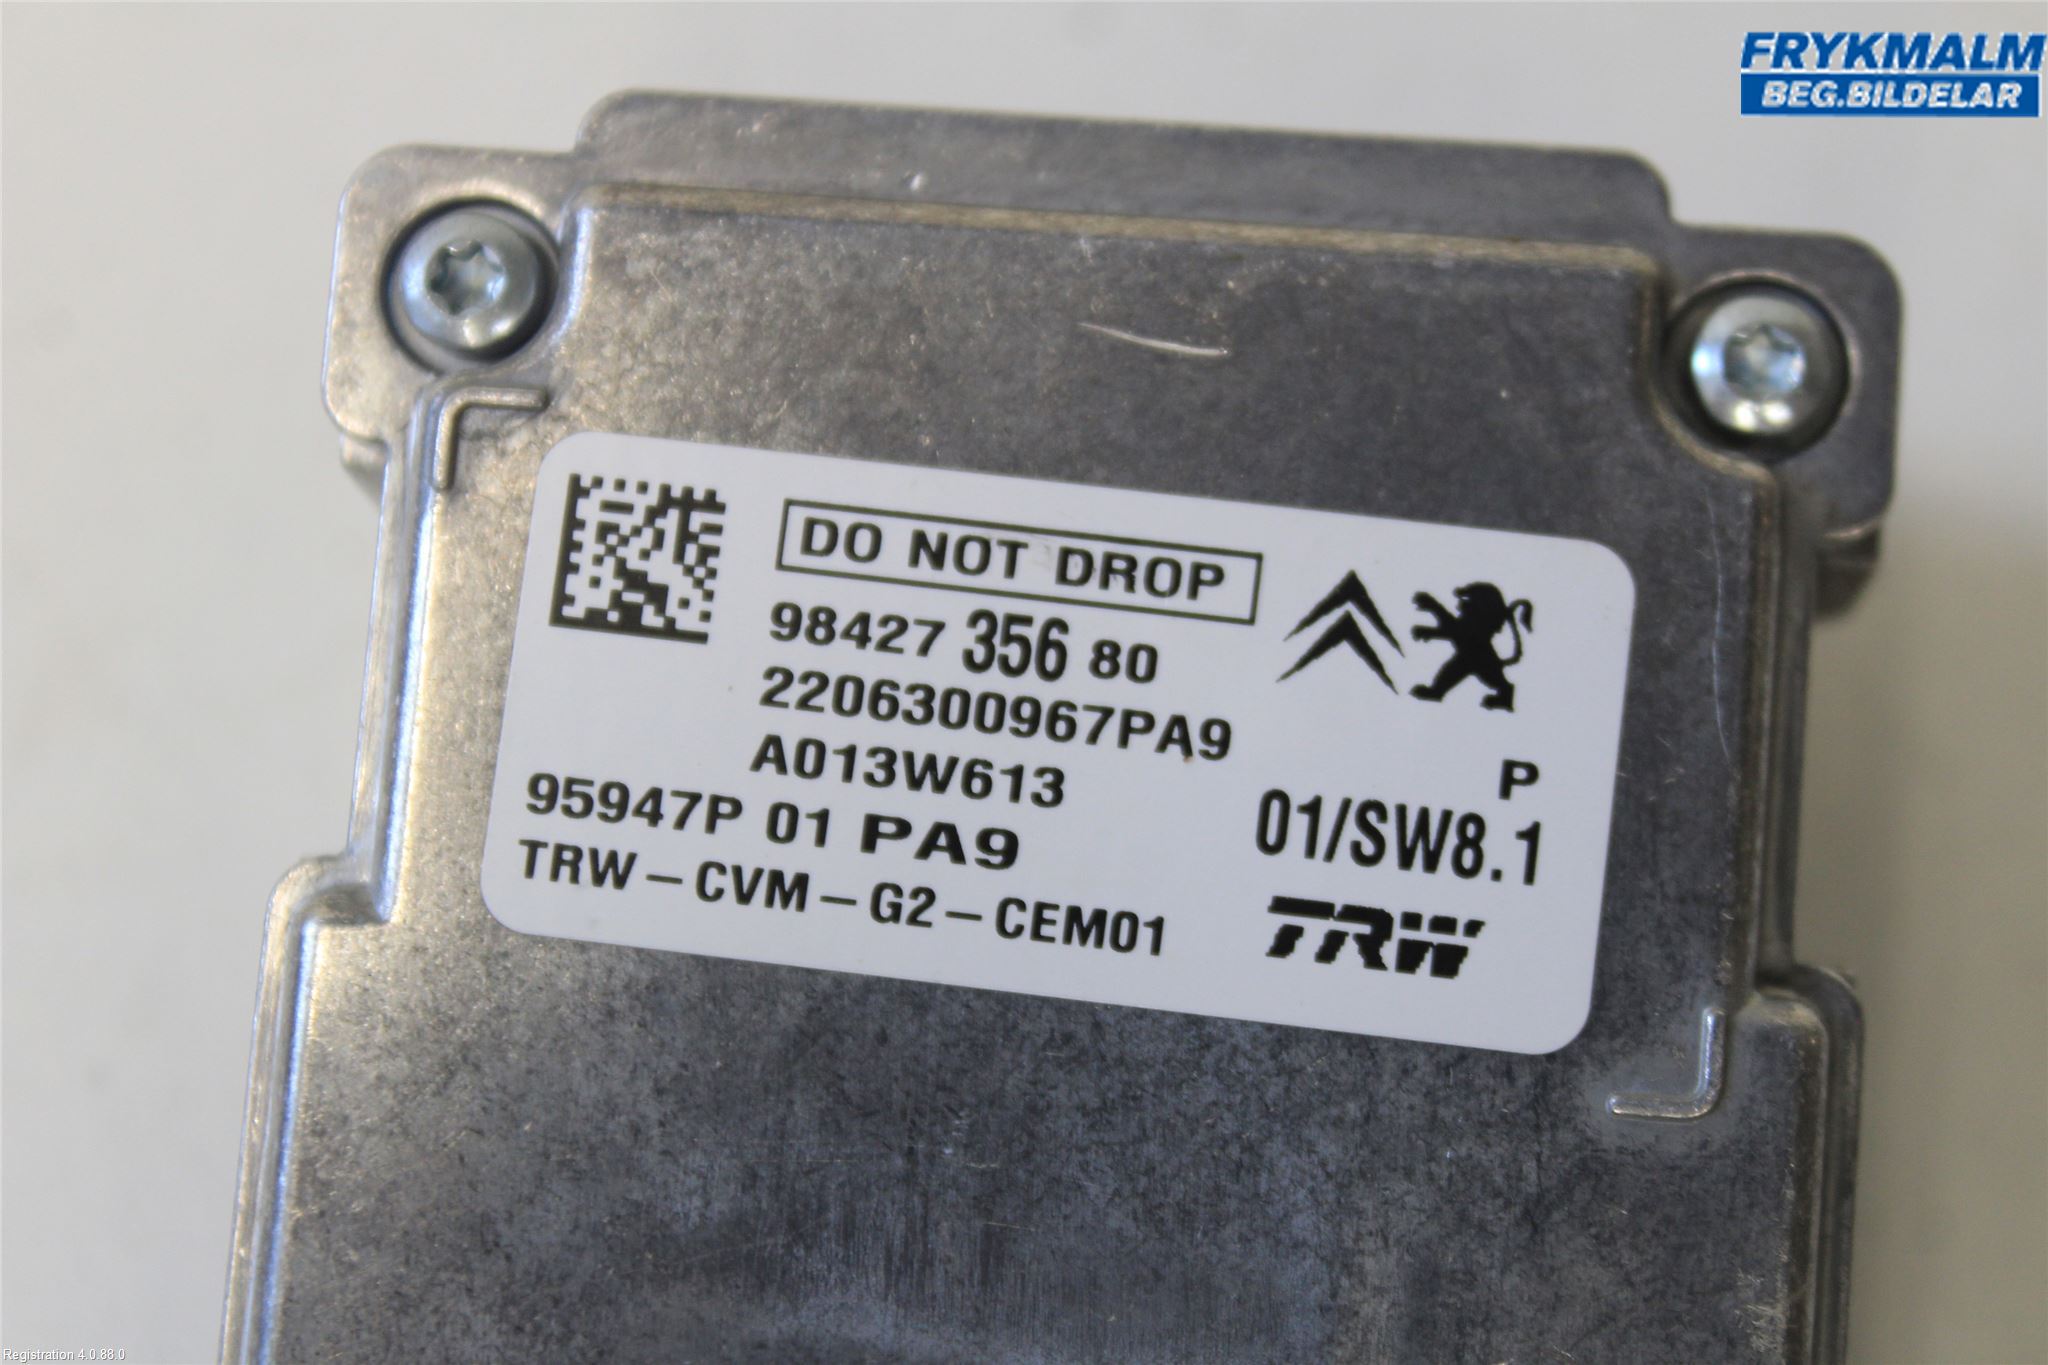 FRYKMALM
BEG.BILDELAR
DO NOT DROP
98427 356 80
2206300967PA9
A013W613
P
95947P 01 PA9
01/SW8.1
TRW-CVM-G2-CEM01
TRW
Registration 4.0.88.0